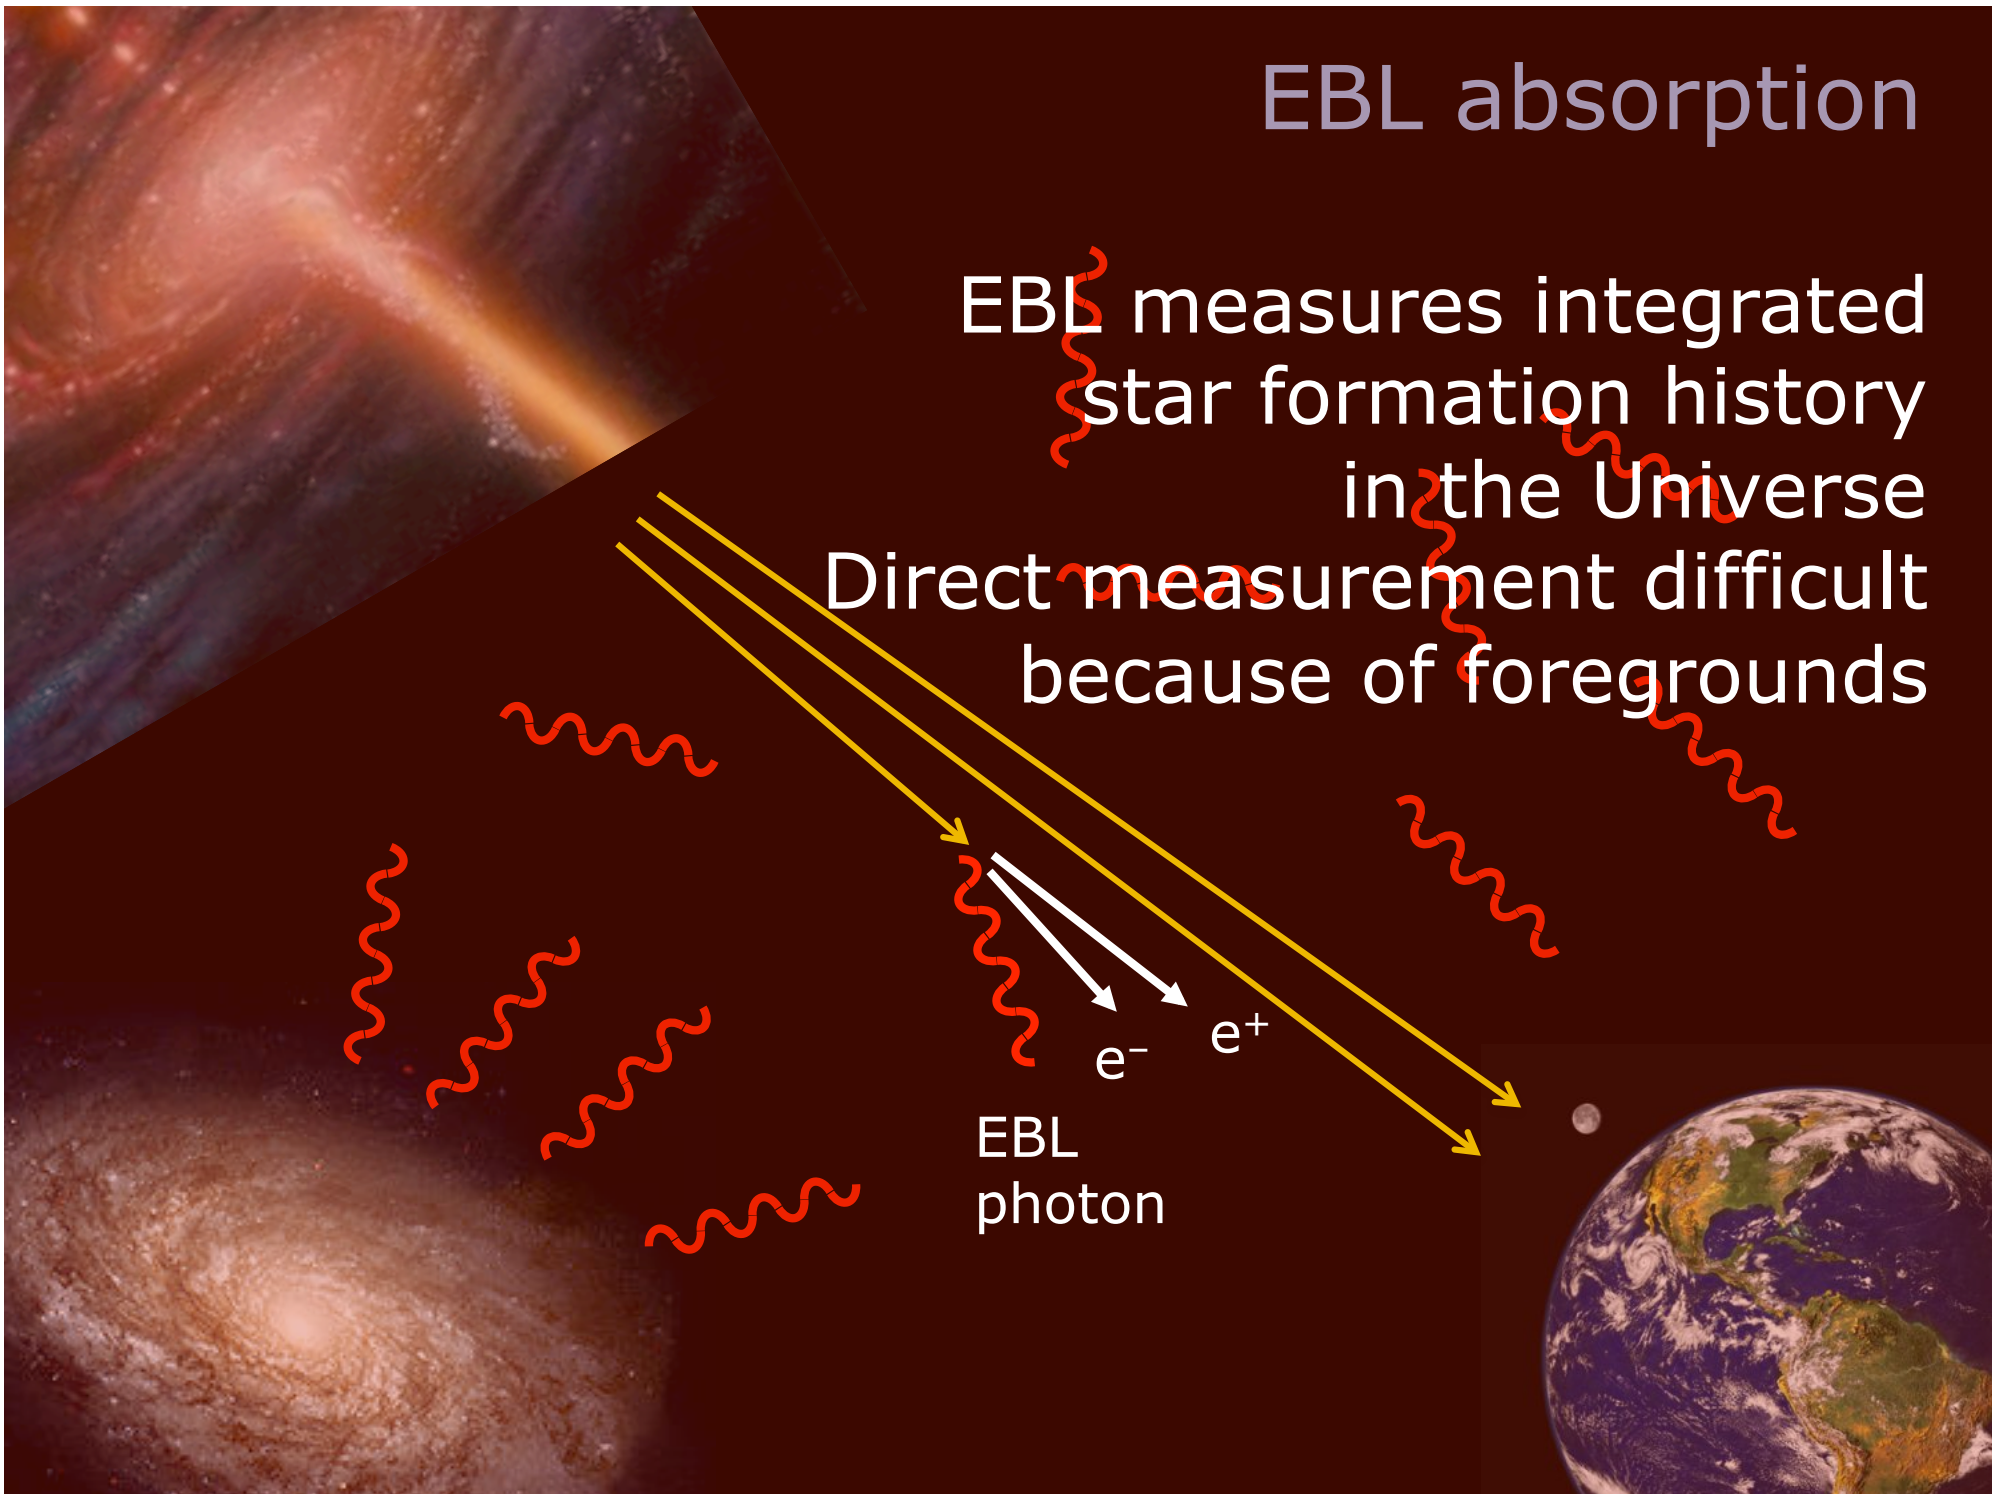 EBL absorption
EBL measures integrated
star formation history
in the Universe
Direct measurement difficult
because of foregrounds
e⁺
e⁻
EBL
photon